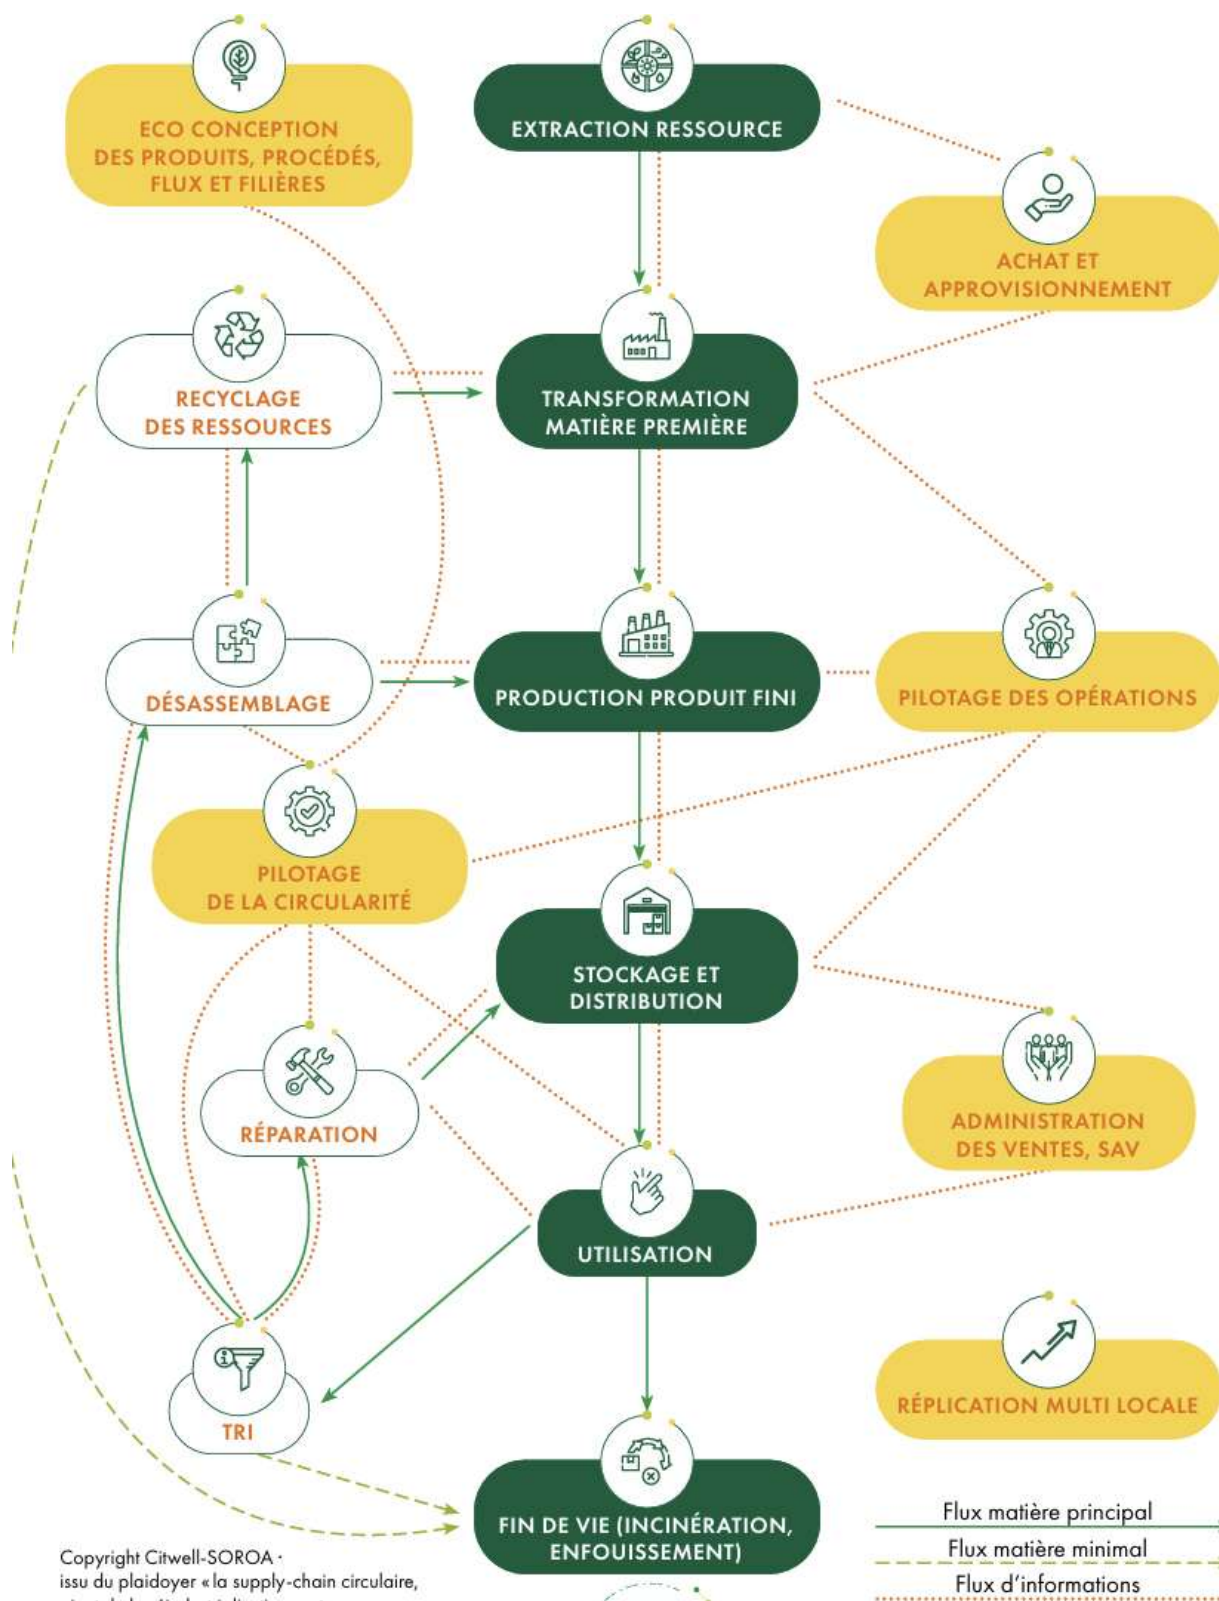 ECO CONCEPTION
DES PRODUITS, PROCÉDÉS,
FLUX ET FILIÈRES
EXTRACTION RESSOURCE
ACHAT ET
APPROVISIONNEMENT
RECYCLAGE
DES RESSOURCES
TRANSFORMATION
MATIÈRE PREMIÈRE
DÉSASSEMBLAGE
PRODUCTION PRODUIT FINI
PILOTAGE DES OPÉRATIONS
PILOTAGE
DE LA CIRCULARITÉ
STOCKAGE ET
DISTRIBUTION
RÉPARATION
ADMINISTRATION
DES VENTES, SAV
UTILISATION
TRI
RÉPLICATION MULTI LOCALE
FIN DE VIE (INCINÉRATION,
ENFOUISSEMENT)
Flux matière principal
Flux matière minimal
Flux d'informations
Copyright Citwell-SOROA ·
issu du plaidoyer «la supply-chain circulaire,